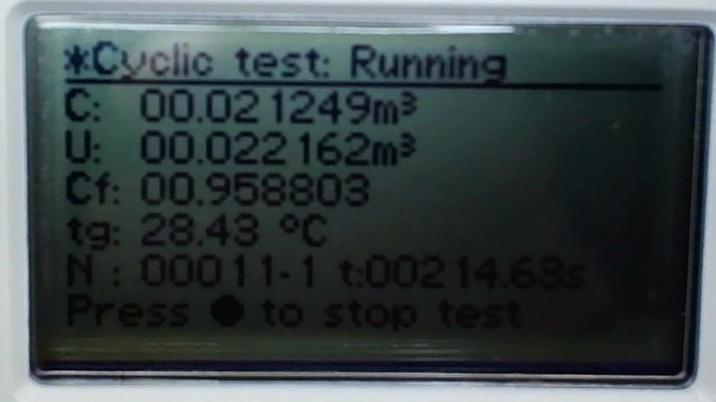 *Cyclic test: Running
C: 00.021249m³
U: 00.022162m³
Cf: 00.958803
tg: 28.43 °C
N : 00011-1 t:00214.68s
Press ● to stop test